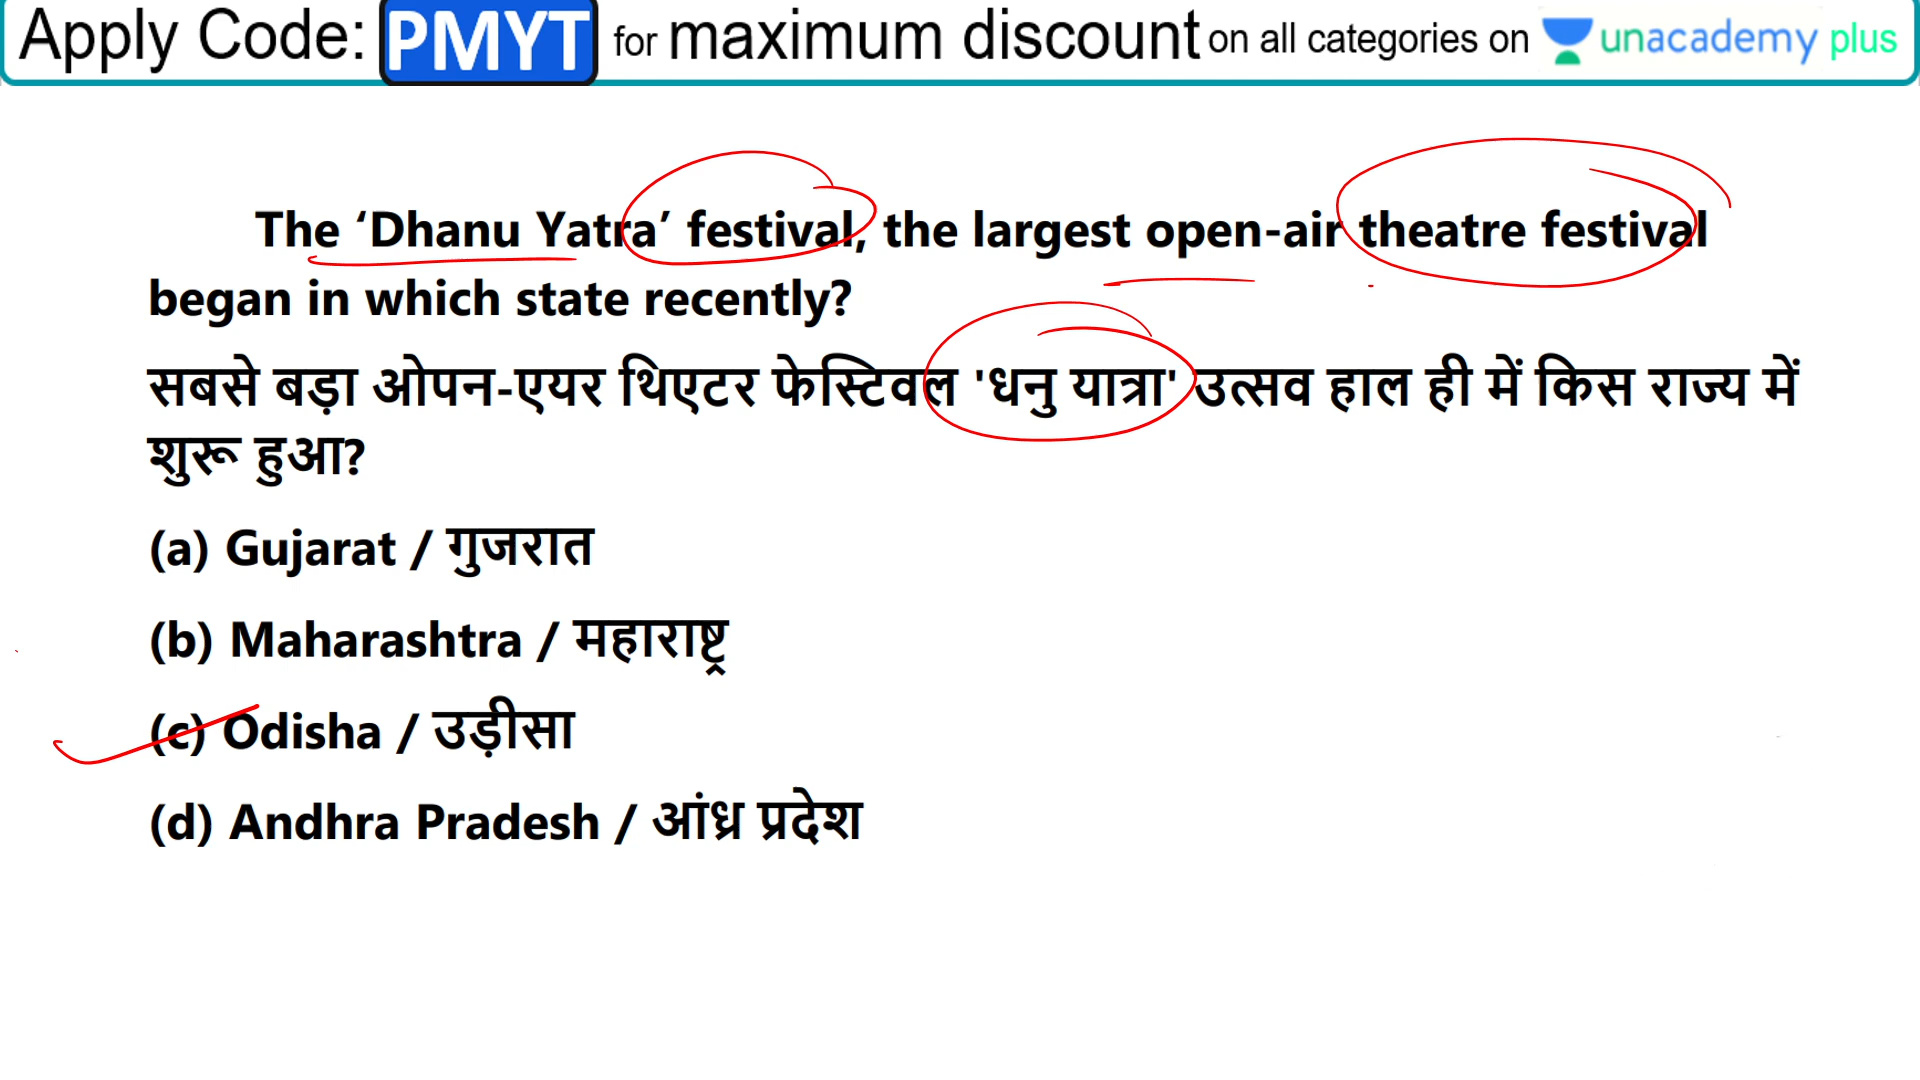 Apply Code: PMYT for maximum discount on all categories on unacademy plus
The ‘Dhanu Yatra’ festival, the largest open-air theatre festival
began in which state recently?
सबसे बड़ा ओपन-एयर थिएटर फेस्टिवल 'धनु यात्रा' उत्सव हाल ही में किस राज्य में
शुरू हुआ?
(a) Gujarat / गुजरात
(b) Maharashtra / महाराष्ट्र
(c) Odisha / उड़ीसा
(d) Andhra Pradesh / आंध्र प्रदेश